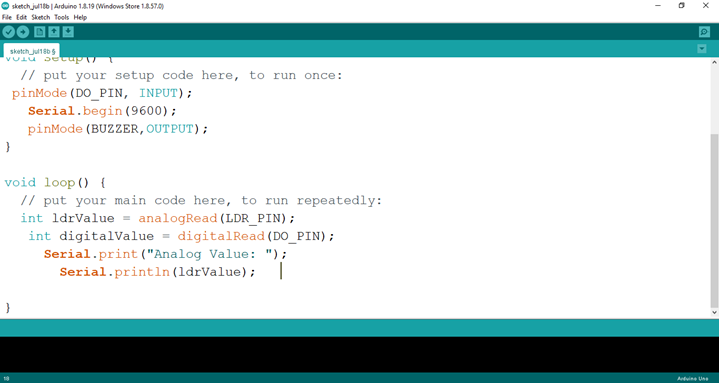 sketch_jul18b | Arduino 1.8.19 (Windows Store 1.8.57.0)
File Edit Sketch Tools Help
sketch_jul18b §
void setup() {
// put your setup code here, to run once:
pinMode(DO_PIN, INPUT);
Serial.begin(9600);
pinMode(BUZZER,OUTPUT);
}
void loop() {
// put your main code here, to run repeatedly:
int ldrValue = analogRead(LDR_PIN);
int digitalValue = digitalRead(DO_PIN);
Serial.print("Analog Value: ");
Serial.println(ldrValue);
}
18 Arduino Uno